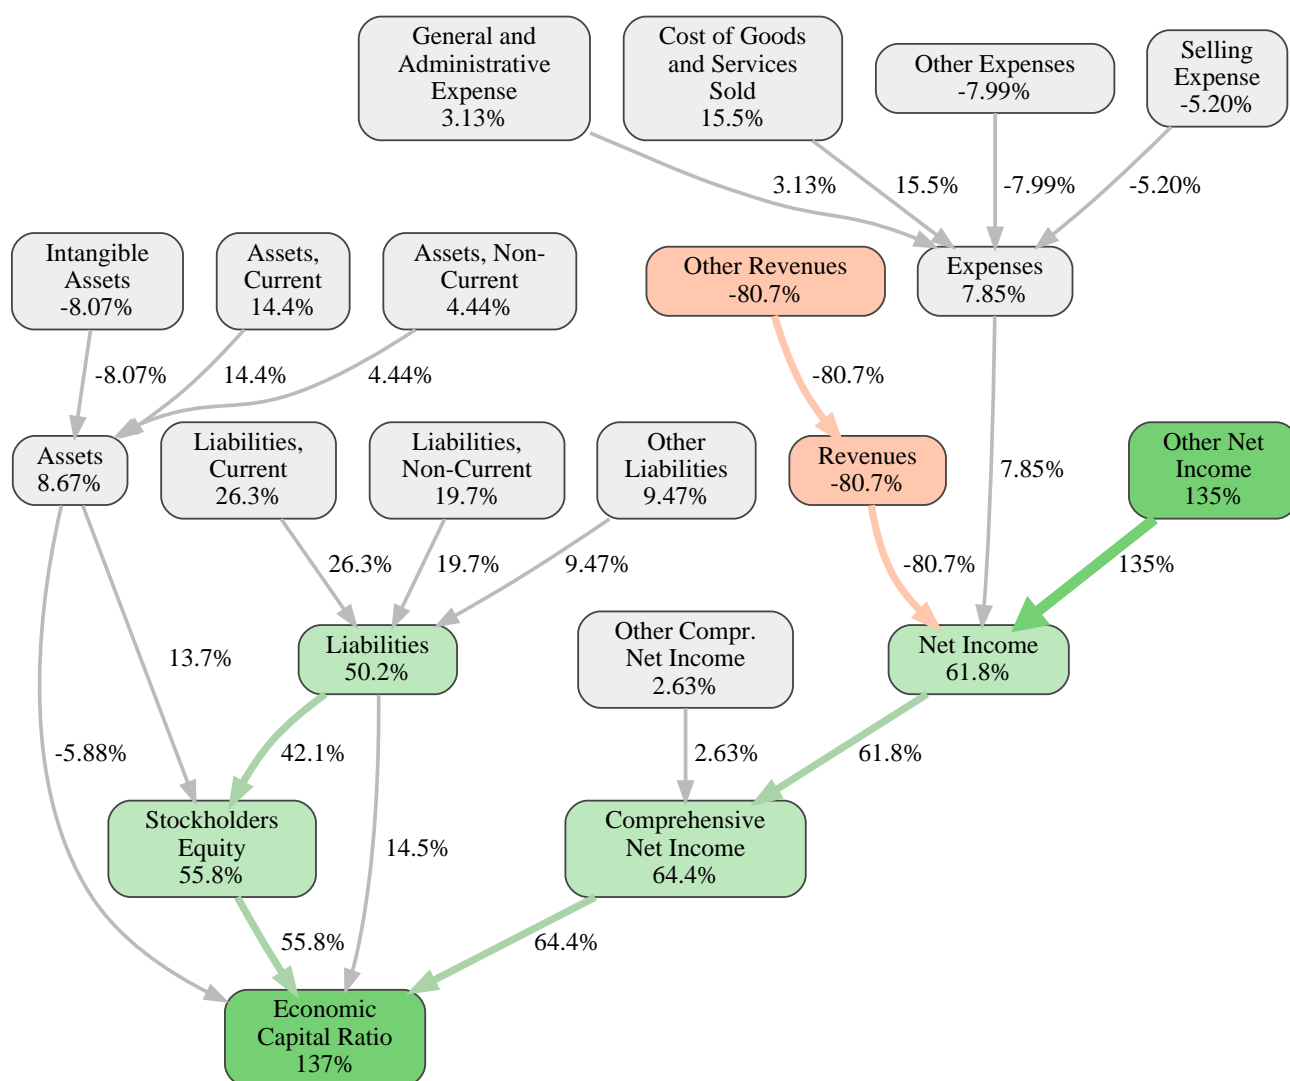 General and
Administrative
Expense
3.13%
Cost of Goods
and Services
Sold
15.5%
Other Expenses
-7.99%
Selling
Expense
-5.20%
3.13%
15.5%
-7.99%
-5.20%
Intangible
Assets
-8.07%
Assets,
Current
14.4%
Assets, Non-
Current
4.44%
Other Revenues
-80.7%
Expenses
7.85%
-8.07%
14.4%
4.44%
-80.7%
Assets
8.67%
Liabilities,
Current
26.3%
Liabilities,
Non-Current
19.7%
Other
Liabilities
9.47%
Revenues
-80.7%
7.85%
Other Net
Income
135%
26.3%
19.7%
9.47%
-80.7%
135%
13.7%
Liabilities
50.2%
Other Compr.
Net Income
2.63%
Net Income
61.8%
-5.88%
42.1%
2.63%
61.8%
Stockholders
Equity
55.8%
14.5%
Comprehensive
Net Income
64.4%
55.8%
64.4%
Economic
Capital Ratio
137%